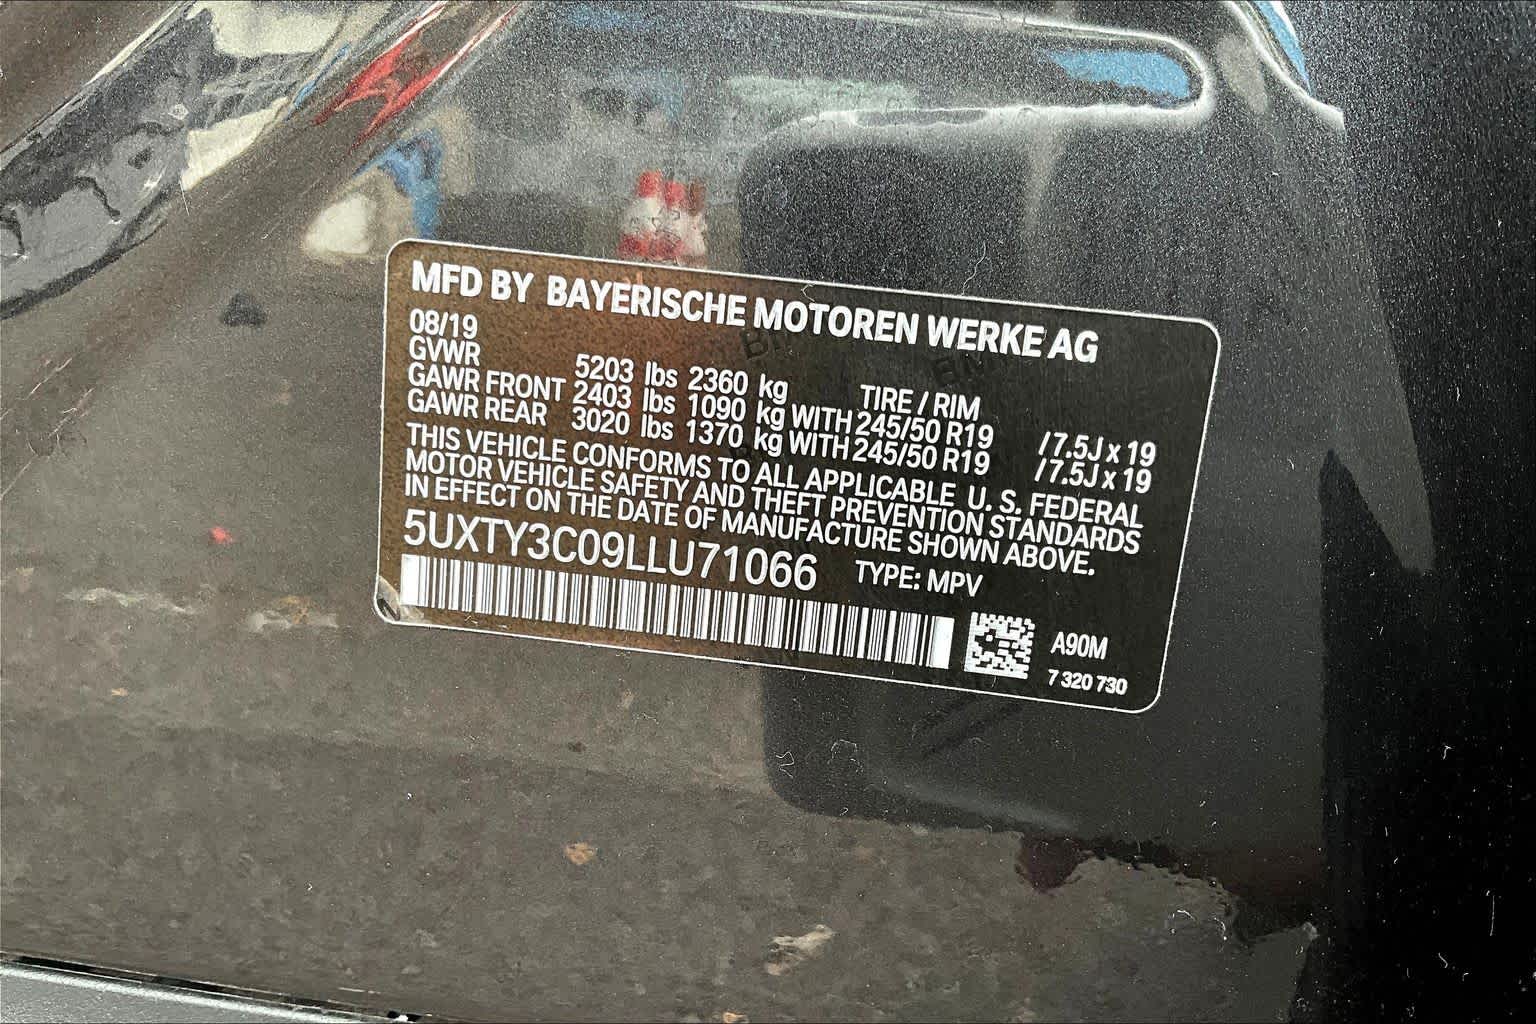 MFD BY BAYERISCHE MOTOREN WERKE AG
08/19
GVWR 5203 lbs 2360 kg TIRE / RIM
GAWR FRONT 2403 lbs 1090 kg WITH 245/50 R19 /7.5J x 19
GAWR REAR 3020 lbs 1370 kg WITH 245/50 R19 /7.5J x 19
THIS VEHICLE CONFORMS TO ALL APPLICABLE U. S. FEDERAL
MOTOR VEHICLE SAFETY AND THEFT PREVENTION STANDARDS
IN EFFECT ON THE DATE OF MANUFACTURE SHOWN ABOVE.
5UXTY3C09LLU71066 TYPE: MPV
A90M
7 320 730